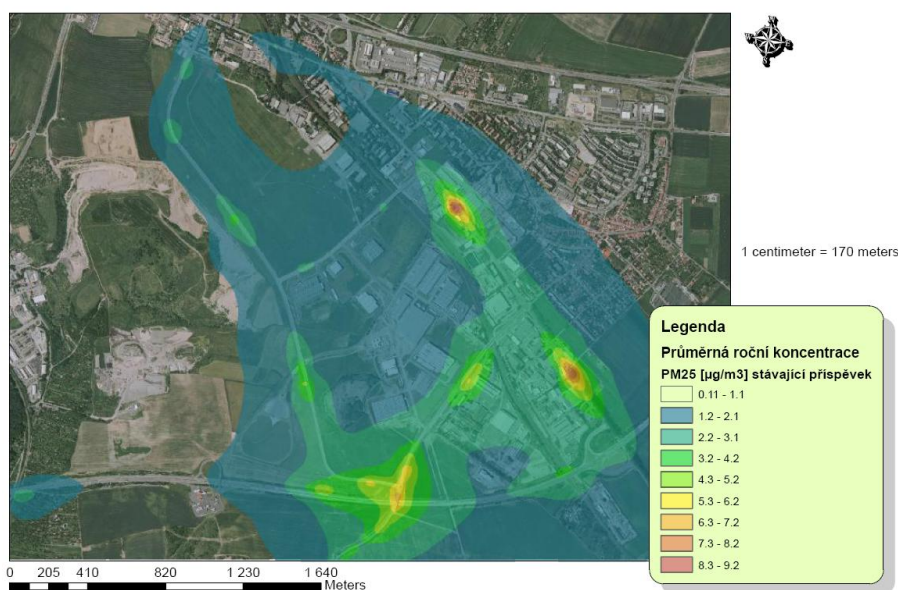 1 centimeter = 170 meters
Legenda
Průměrná roční koncentrace
PM25 [µg/m3] stávající příspěvek
0.11 - 1.1
1.2 - 2.1
2.2 - 3.1
3.2 - 4.2
4.3 - 5.2
5.3 - 6.2
6.3 - 7.2
7.3 - 8.2
8.3 - 9.2
0 205 410 820 1 230 1 640
Meters